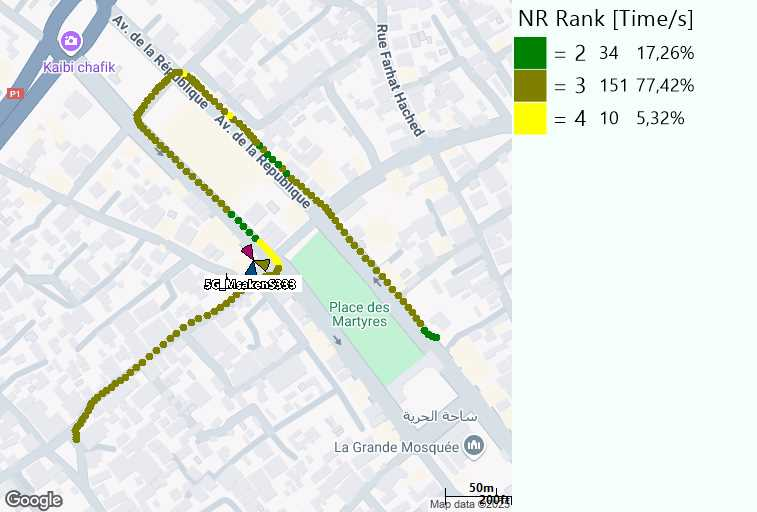 NR Rank [Time/s]
= 2 34 17,26%
= 3 151 77,42%
= 4 10 5,32%
Av. de la République
Rue Farhat Hached
Kaibi chafik
P1
Av. de la République
5G_Msaken5333
Place des
Martyres
ساحة الحرية
La Grande Mosquée
50m
200ft
Google
Map data ©2025